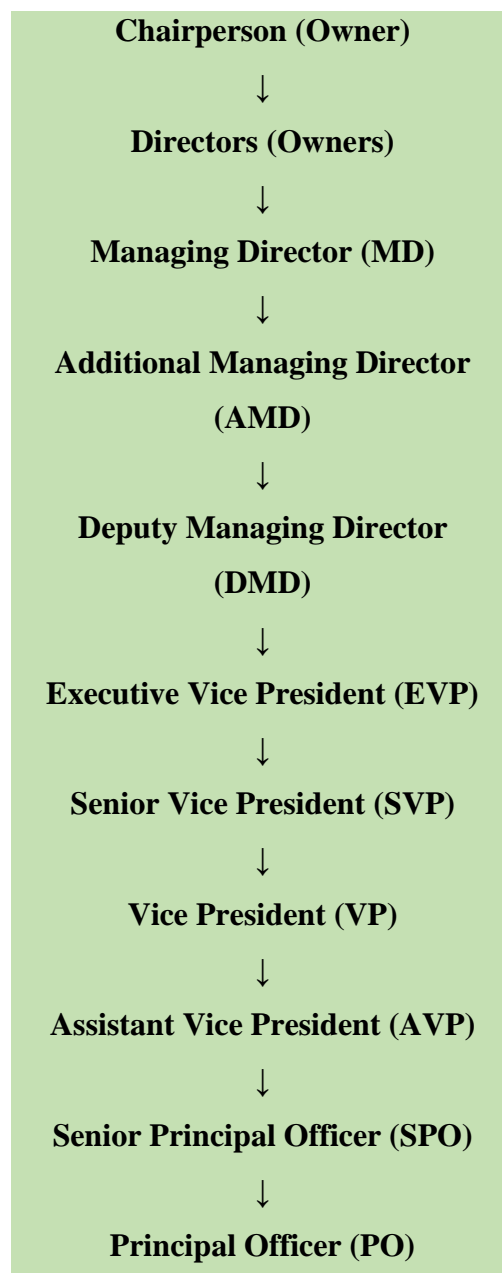 Chairperson (Owner)
↓
Directors (Owners)
↓
Managing Director (MD)
↓
Additional Managing Director
(AMD)
↓
Deputy Managing Director
(DMD)
↓
Executive Vice President (EVP)
↓
Senior Vice President (SVP)
↓
Vice President (VP)
↓
Assistant Vice President (AVP)
↓
Senior Principal Officer (SPO)
↓
Principal Officer (PO)